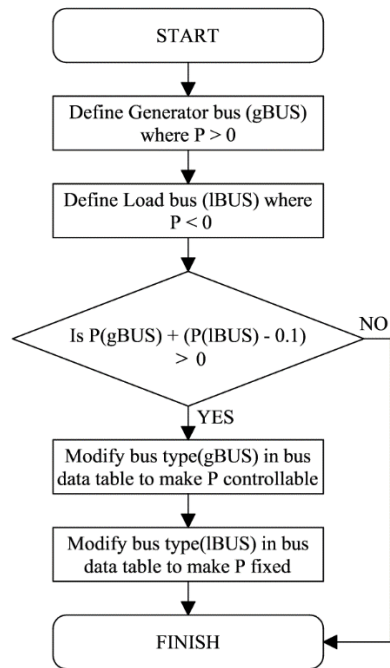 START
Define Generator bus (gBUS)
where P > 0
Define Load bus (lBUS) where
P < 0
Is P(gBUS) + (P(lBUS) - 0.1)
> 0
NO
YES
Modify bus type(gBUS) in bus
data table to make P controllable
Modify bus type(lBUS) in bus
data table to make P fixed
FINISH